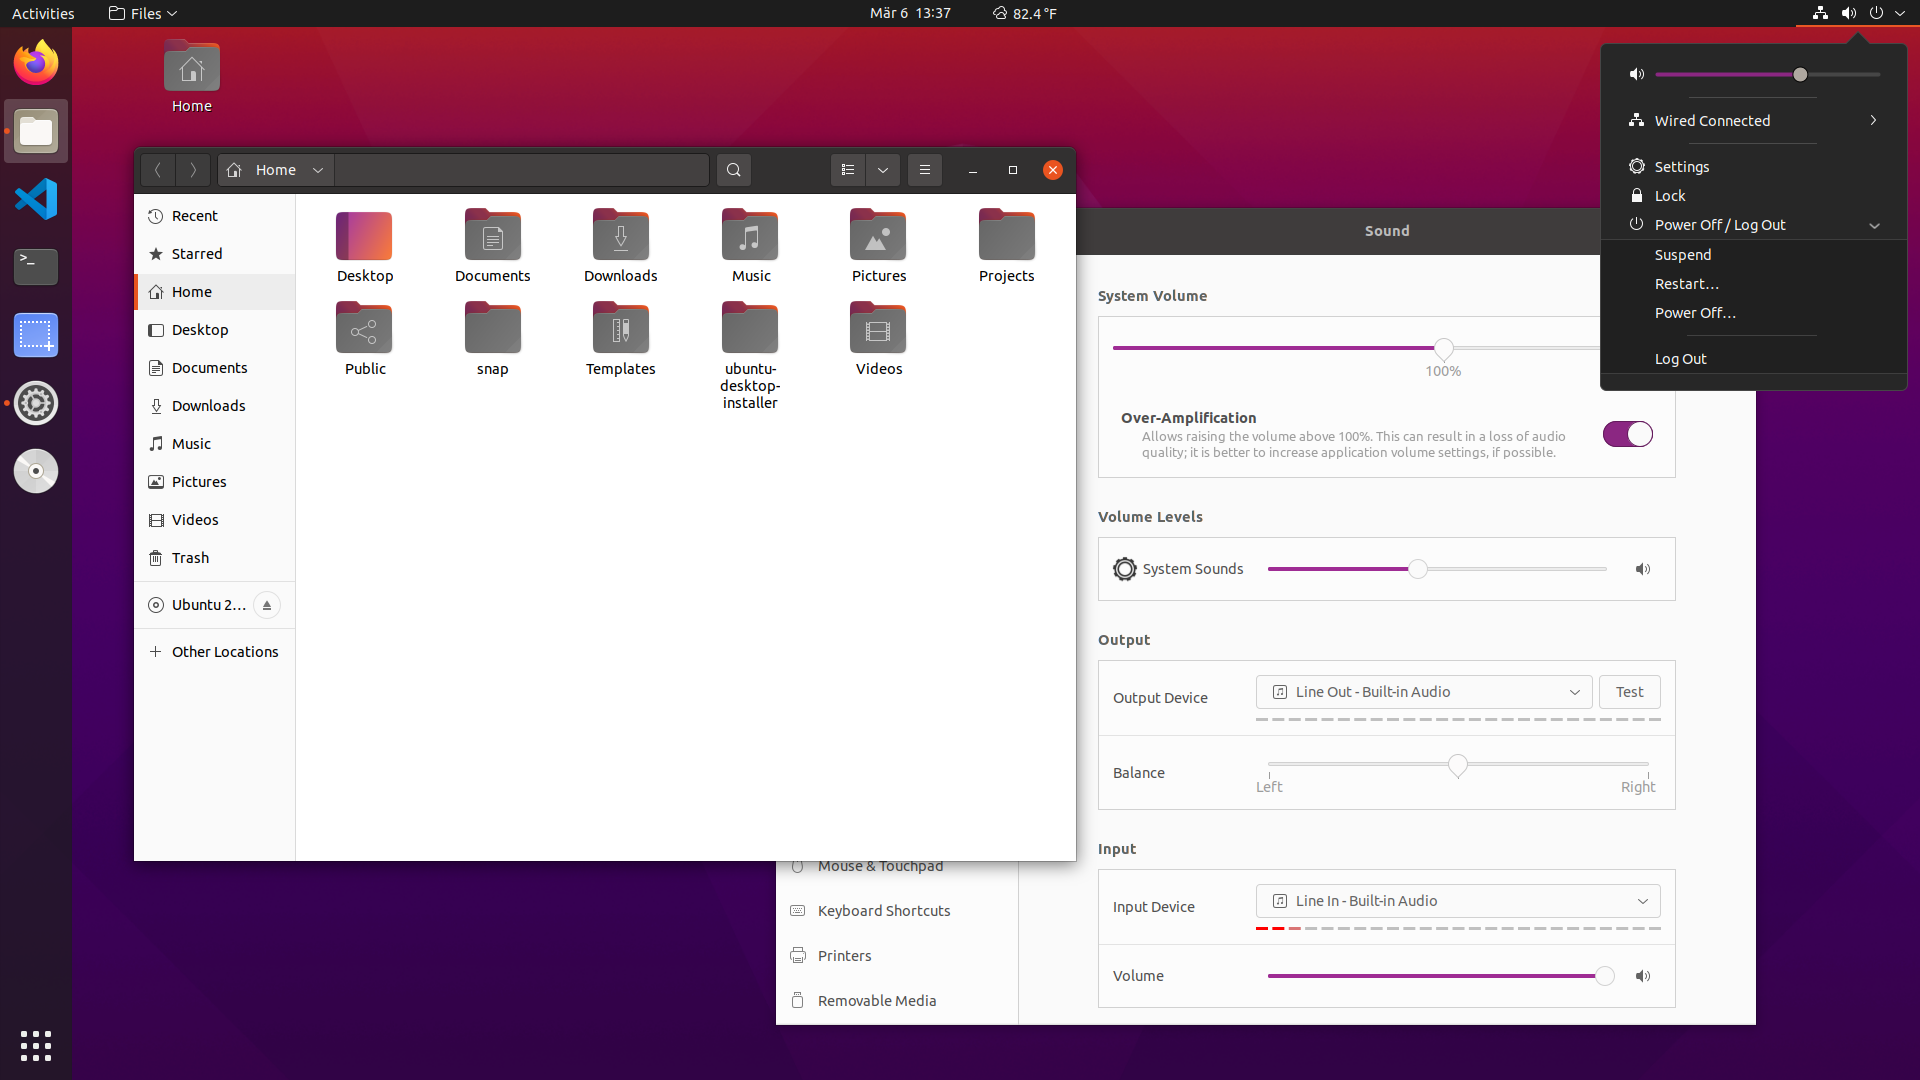 Activities
Files
Mär 6 13:37
82.4 °F
Home
Home
Recent
Starred
Home
Desktop
Documents
Downloads
Music
Pictures
Videos
Trash
Ubuntu 2…
Other Locations
Desktop
Documents
Downloads
Music
Pictures
Projects
Public
snap
Templates
ubuntu-
desktop-
installer
Videos
Sound
System Volume
100%
Over-Amplification
Allows raising the volume above 100%. This can result in a loss of audio
quality; it is better to increase application volume settings, if possible.
Volume Levels
System Sounds
Output
Output Device
Line Out - Built-in Audio
Test
Balance
Left
Right
Input
Input Device
Line In - Built-in Audio
Volume
Mouse & Touchpad
Keyboard Shortcuts
Printers
Removable Media
Wired Connected
Settings
Lock
Power Off / Log Out
Suspend
Restart…
Power Off…
Log Out